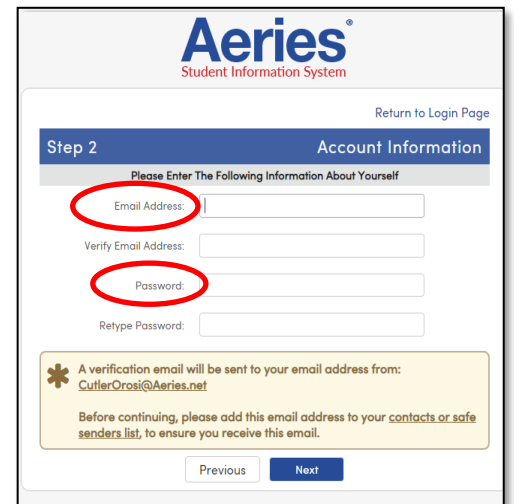 Aeries®
Student Information System
Return to Login Page
Step 2 Account Information
Please Enter The Following Information About Yourself
Email Address:
Verify Email Address:
Password:
Retype Password:
A verification email will be sent to your email address from:
CutlerOrosi@Aeries.net
Before continuing, please add this email address to your contacts or safe
senders list, to ensure you receive this email.
Previous Next